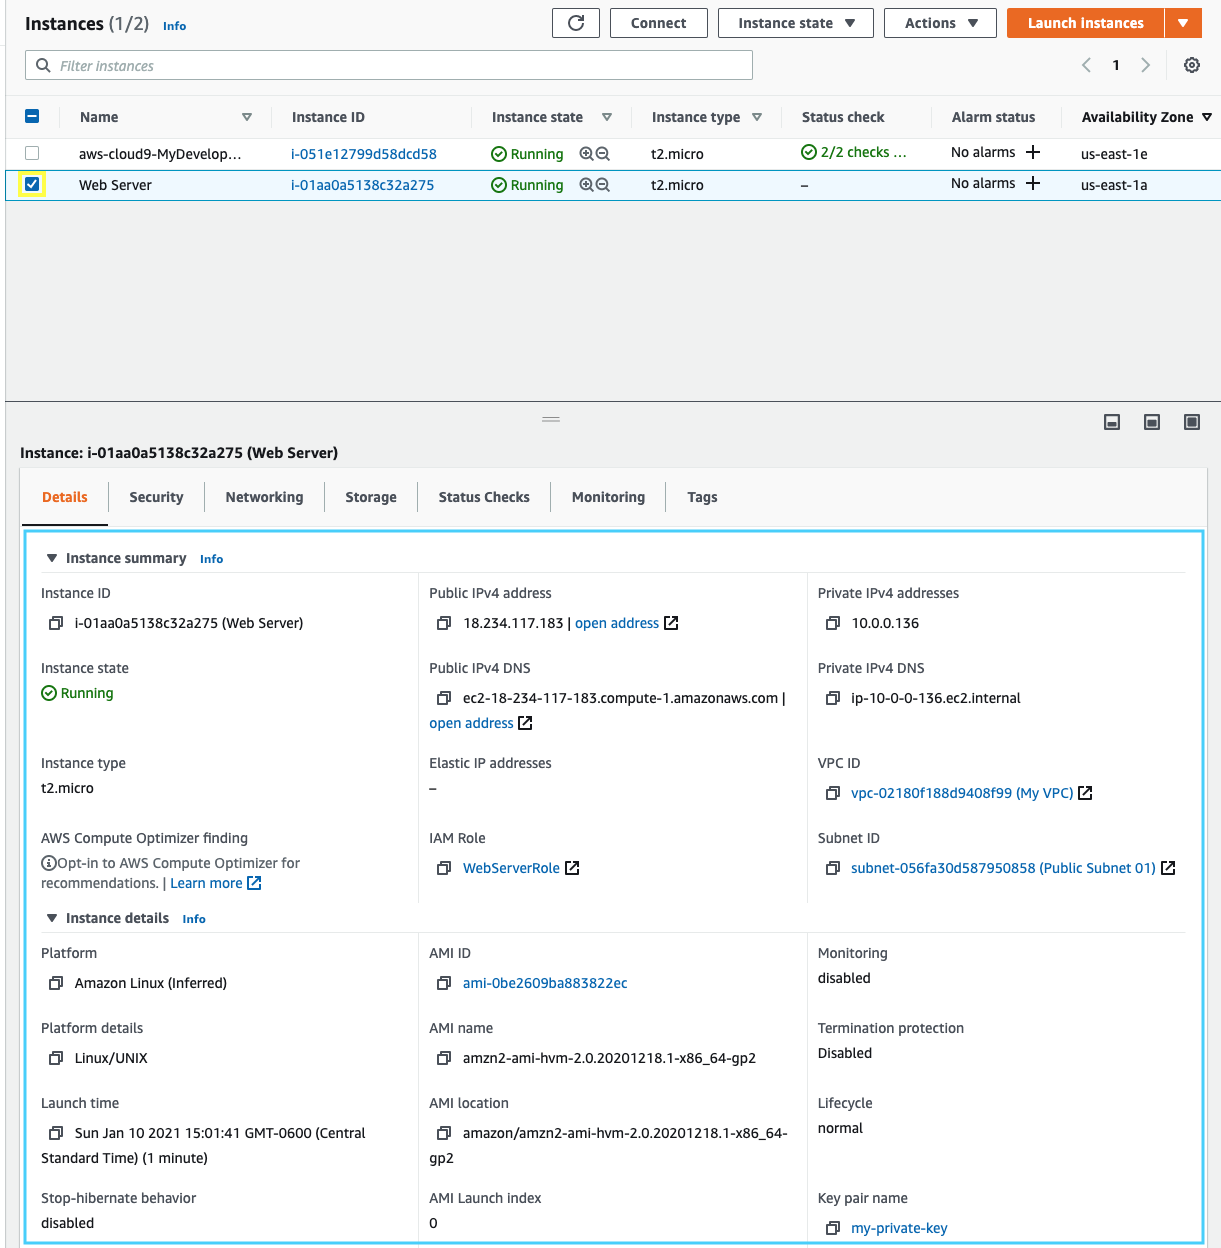 Instances (1/2) Info Connect Instance state Actions Launch instances
Filter instances 1
Name Instance ID Instance state Instance type Status check Alarm status Availability Zone
aws-cloud9-MyDevelop... i-051e12799d58dcd58 Running t2.micro 2/2 checks ... No alarms + us-east-1e
Web Server i-01aa0a5138c32a275 Running t2.micro – No alarms + us-east-1a
Instance: i-01aa0a5138c32a275 (Web Server)
Details Security Networking Storage Status Checks Monitoring Tags
Instance summary Info
Instance ID Public IPv4 address Private IPv4 addresses
i-01aa0a5138c32a275 (Web Server) 18.234.117.183 | open address 10.0.0.136
Instance state Public IPv4 DNS Private IPv4 DNS
Running ec2-18-234-117-183.compute-1.amazonaws.com | ip-10-0-0-136.ec2.internal
open address
Instance type Elastic IP addresses VPC ID
t2.micro – vpc-02180f188d9408f99 (My VPC)
AWS Compute Optimizer finding IAM Role Subnet ID
Opt-in to AWS Compute Optimizer for WebServerRole subnet-056fa30d587950858 (Public Subnet 01)
recommendations. | Learn more
Instance details Info
Platform AMI ID Monitoring
Amazon Linux (Inferred) ami-0be2609ba883822ec disabled
Platform details AMI name Termination protection
Linux/UNIX amzn2-ami-hvm-2.0.20201218.1-x86_64-gp2 Disabled
Launch time AMI location Lifecycle
Sun Jan 10 2021 15:01:41 GMT-0600 (Central amazon/amzn2-ami-hvm-2.0.20201218.1-x86_64- normal
Standard Time) (1 minute) gp2
Stop-hibernate behavior AMI Launch index Key pair name
disabled 0 my-private-key